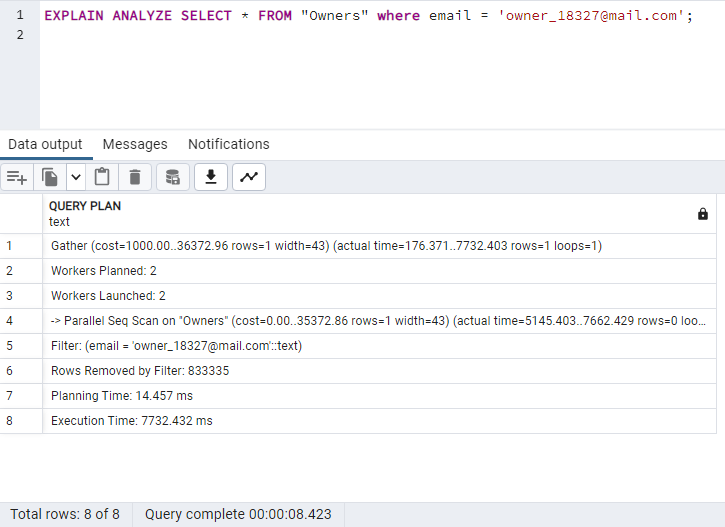 1 EXPLAIN ANALYZE SELECT * FROM "Owners" where email = 'owner_18327@mail.com';
2
Data output Messages Notifications
QUERY PLAN
text
1 Gather (cost=1000.00..36372.96 rows=1 width=43) (actual time=176.371..7732.403 rows=1 loops=1)
2 Workers Planned: 2
3 Workers Launched: 2
4 -> Parallel Seq Scan on "Owners" (cost=0.00..35372.86 rows=1 width=43) (actual time=5145.403..7662.429 rows=0 loo...
5 Filter: (email = 'owner_18327@mail.com'::text)
6 Rows Removed by Filter: 833335
7 Planning Time: 14.457 ms
8 Execution Time: 7732.432 ms
Total rows: 8 of 8 Query complete 00:00:08.423